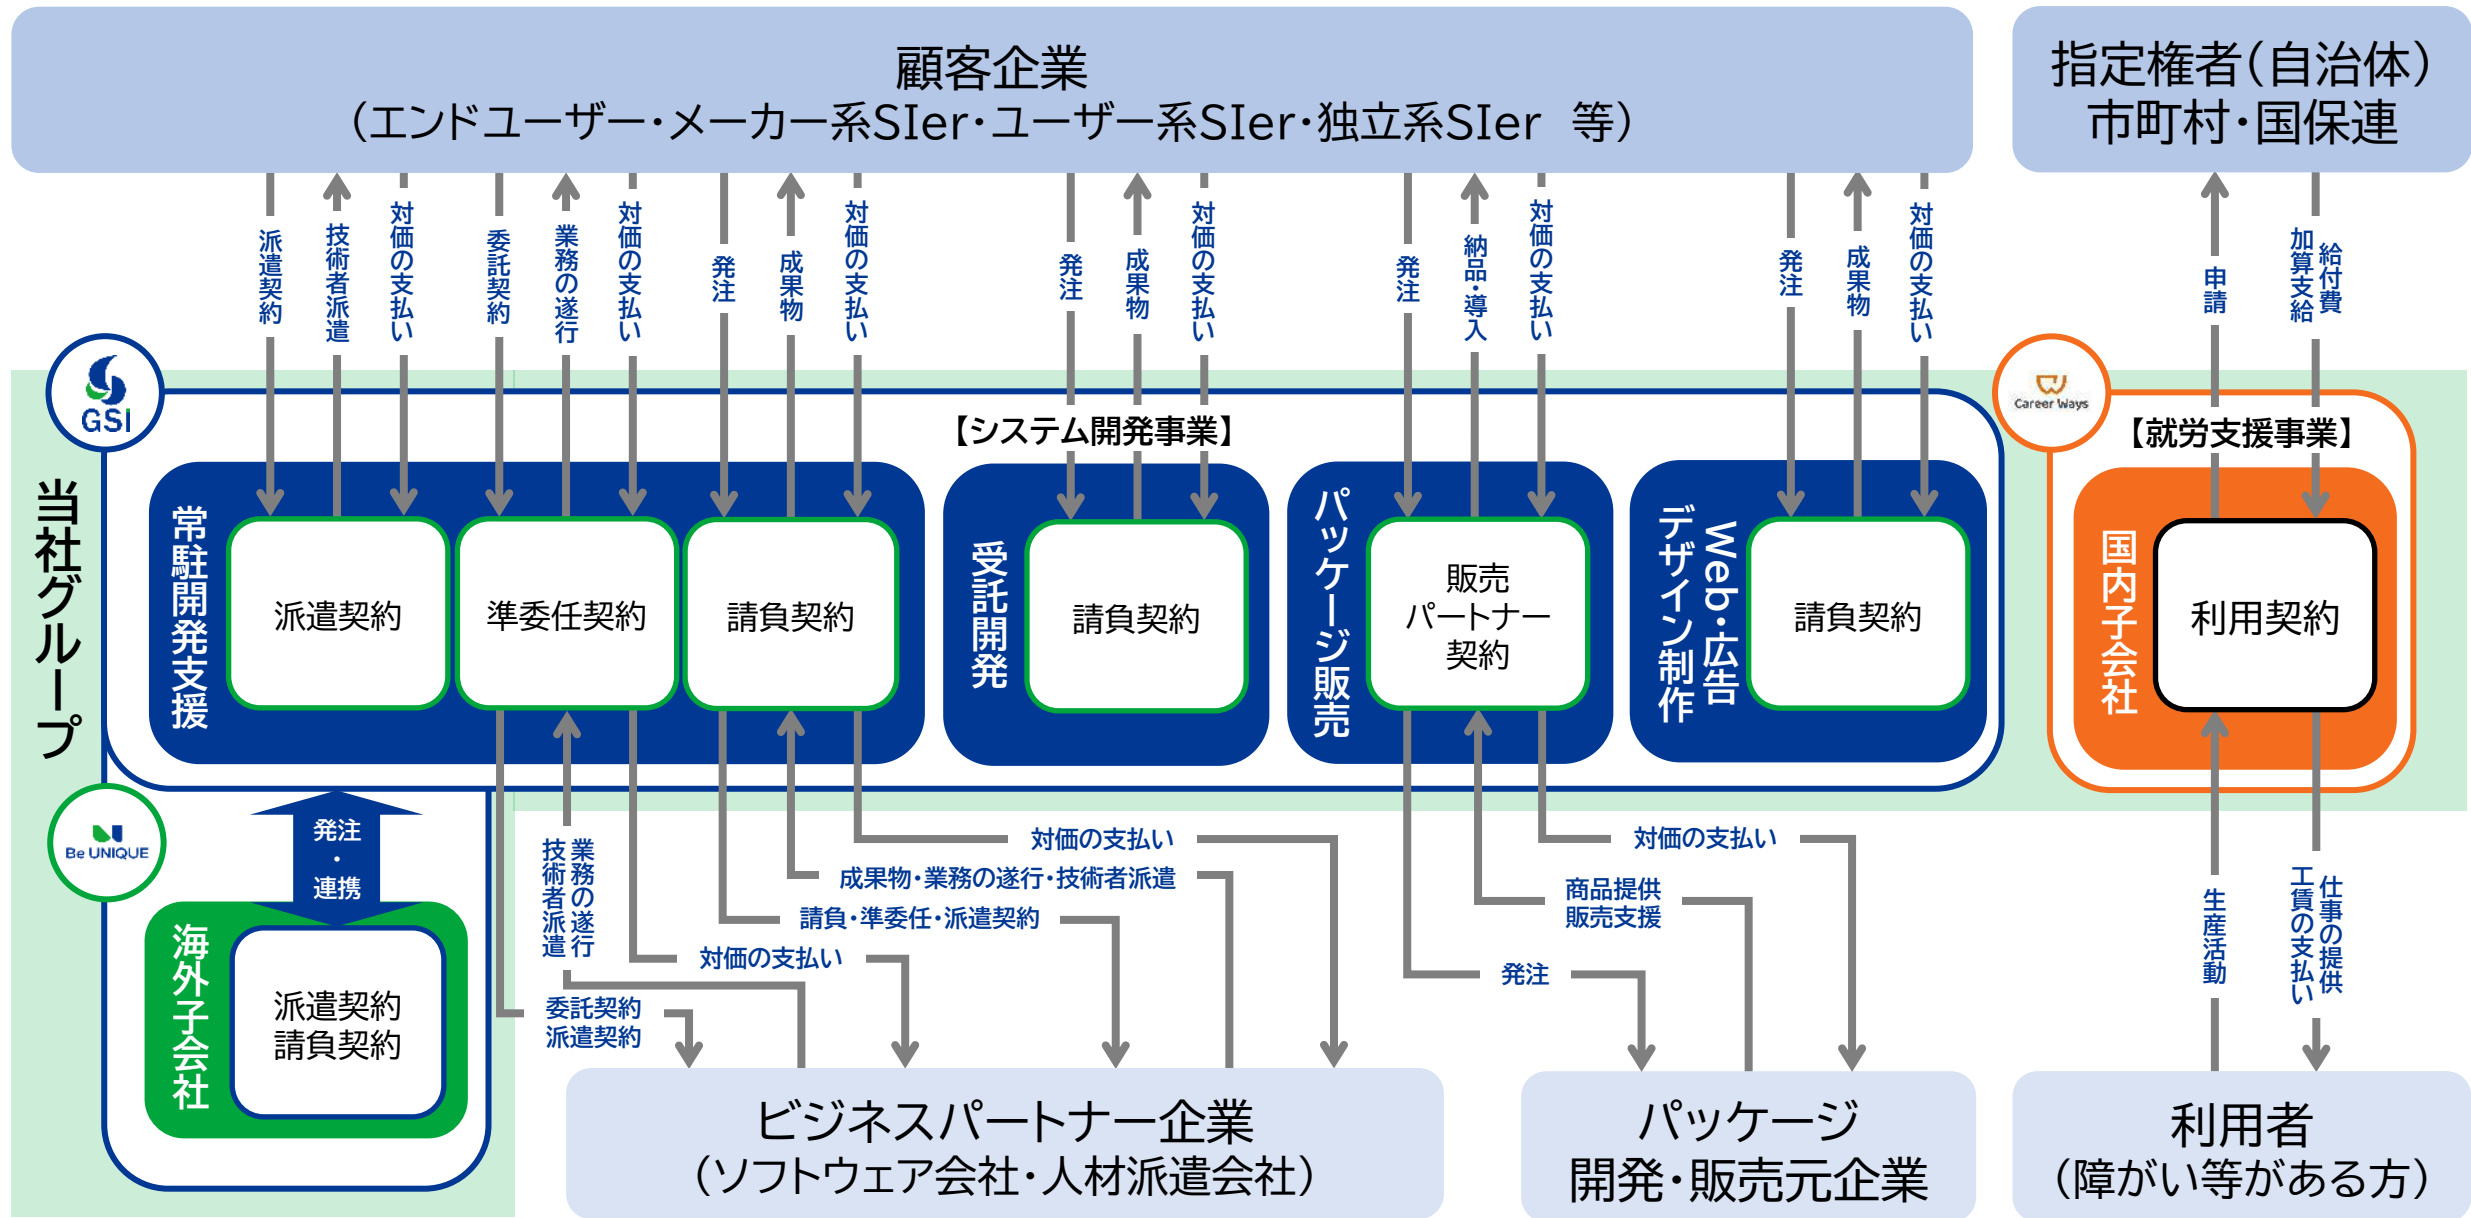 顧客企業
（エンドユーザー・メーカー系SIer・ユーザー系SIer・独立系SIer　等）
指定権者（自治体）
市町村・国保連
派遣契約
技術者派遣
対価の支払い
委託契約
業務の遂行
対価の支払い
発注
成果物
対価の支払い
発注
成果物
対価の支払い
発注
納品・導入
対価の支払い
発注
成果物
対価の支払い
申請
給付費
加算支給
GSI
Career Ways
【システム開発事業】
【就労支援事業】
当社グループ
常駐開発支援
派遣契約
準委任契約
請負契約
受託開発
請負契約
パッケージ販売
販売
パートナー
契約
Web・広告
デザイン制作
請負契約
国内子会社
利用契約
Be UNIQUE
発注
・
連携
海外子会社
派遣契約
請負契約
業務の遂行
技術者派遣
対価の支払い
成果物・業務の遂行・技術者派遣
請負・準委任・派遣契約
対価の支払い
委託契約
派遣契約
対価の支払い
商品提供
販売支援
発注
生産活動
仕事の提供
工賃の支払い
ビジネスパートナー企業
（ソフトウェア会社・人材派遣会社）
パッケージ
開発・販売元企業
利用者
（障がい等がある方）